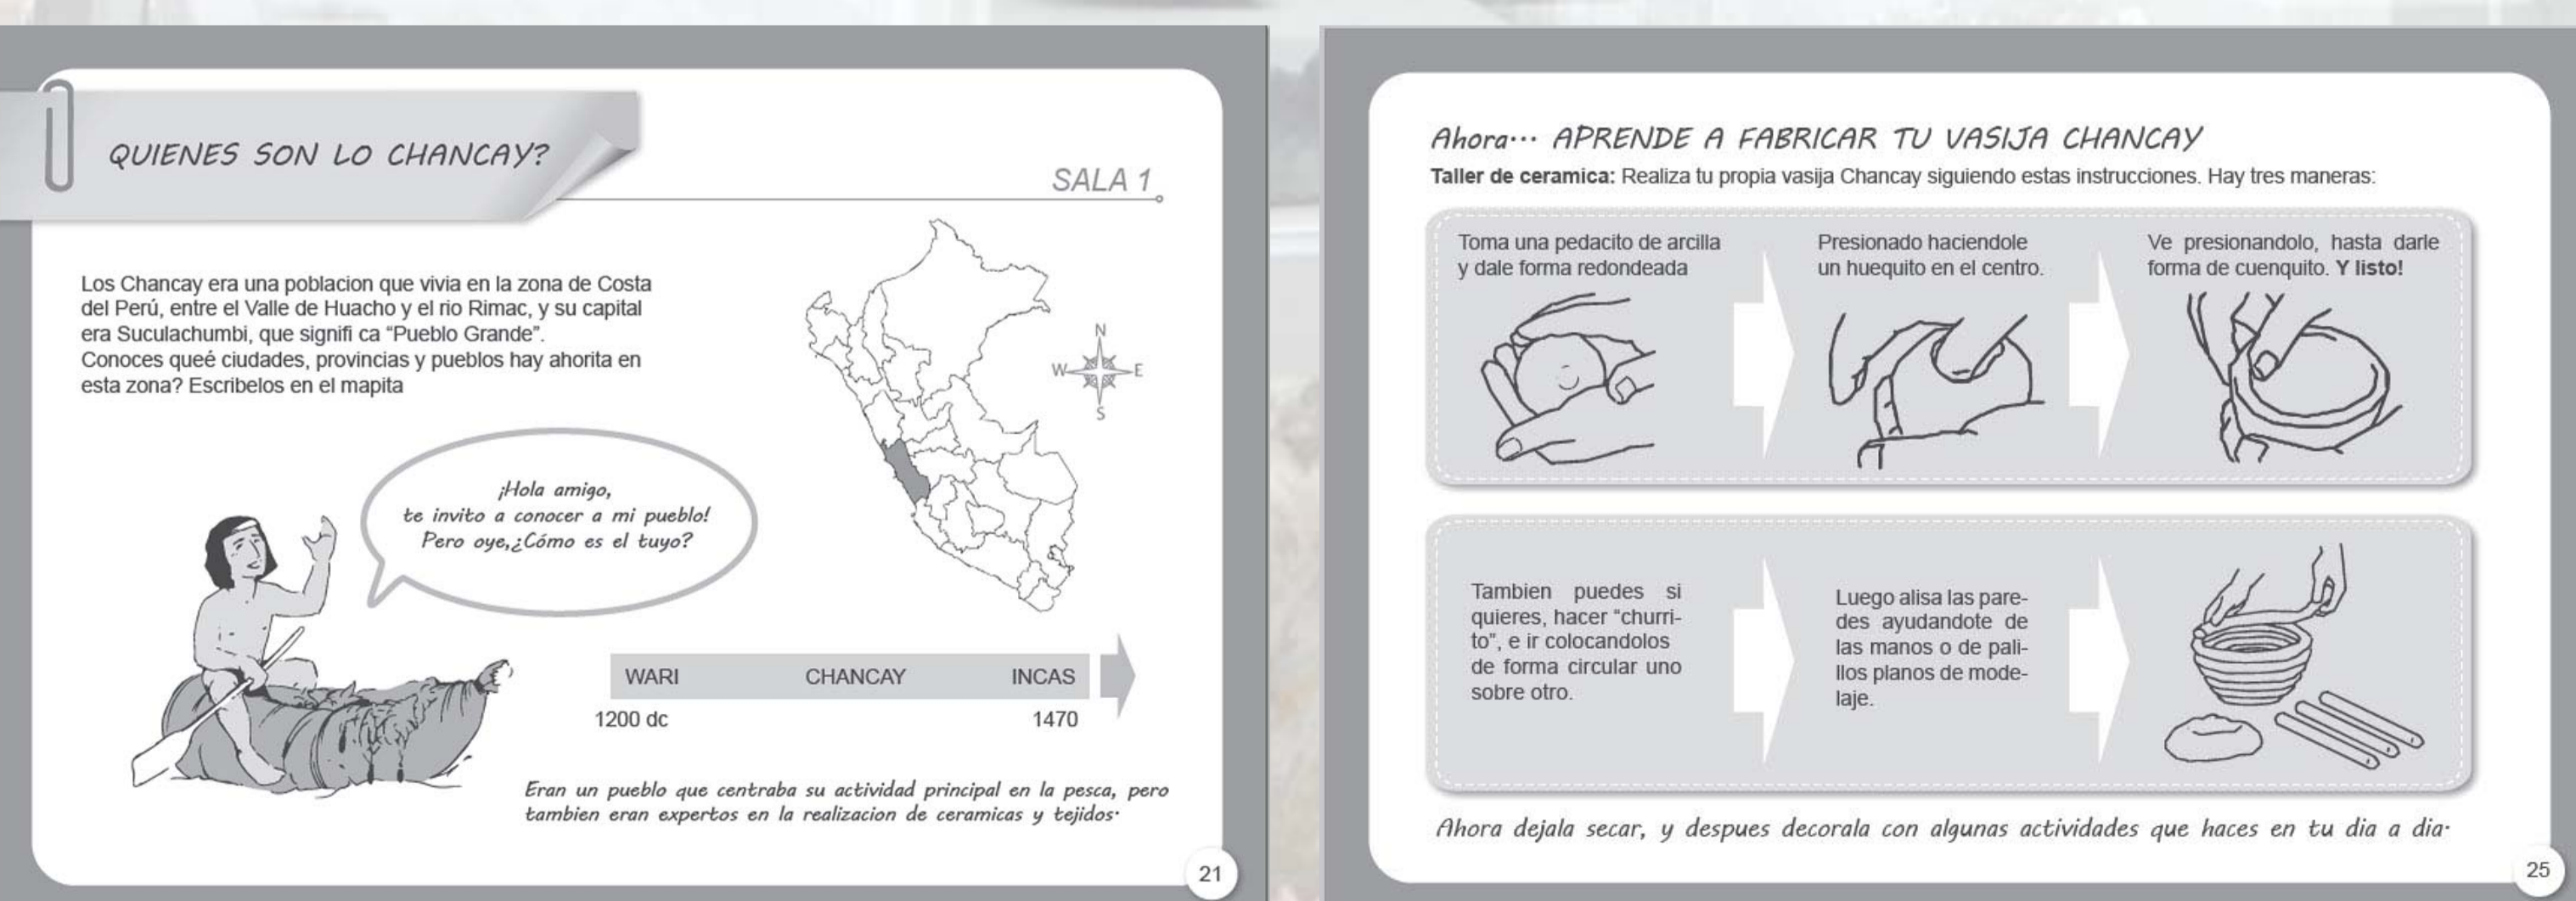 QUIENES SON LO CHANCAY?
SALA 1
Los Chancay era una poblacion que vivia en la zona de Costa
del Perú, entre el Valle de Huacho y el rio Rimac, y su capital
era Suculachumbi, que signifi ca “Pueblo Grande”.
Conoces queé ciudades, provincias y pueblos hay ahorita en
esta zona? Escribelos en el mapita
N
W E
S
¡Hola amigo,
te invito a conocer a mi pueblo!
Pero oye,¿Cómo es el tuyo?
WARI CHANCAY INCAS
1200 dc 1470
Eran un pueblo que centraba su actividad principal en la pesca, pero
tambien eran expertos en la realizacion de ceramicas y tejidos.
21
Ahora... APRENDE A FABRICAR TU VASIJA CHANCAY
Taller de ceramica: Realiza tu propia vasija Chancay siguiendo estas instrucciones. Hay tres maneras:
Toma una pedacito de arcilla
y dale forma redondeada
Presionado haciendole
un huequito en el centro.
Ve presionandolo, hasta darle
forma de cuenquito. Y listo!
Tambien puedes si
quieres, hacer “churri-
to”, e ir colocandolos
de forma circular uno
sobre otro.
Luego alisa las pare-
des ayudandote de
las manos o de pali-
llos planos de mode-
laje.
Ahora dejala secar, y despues decorala con algunas actividades que haces en tu dia a dia.
25